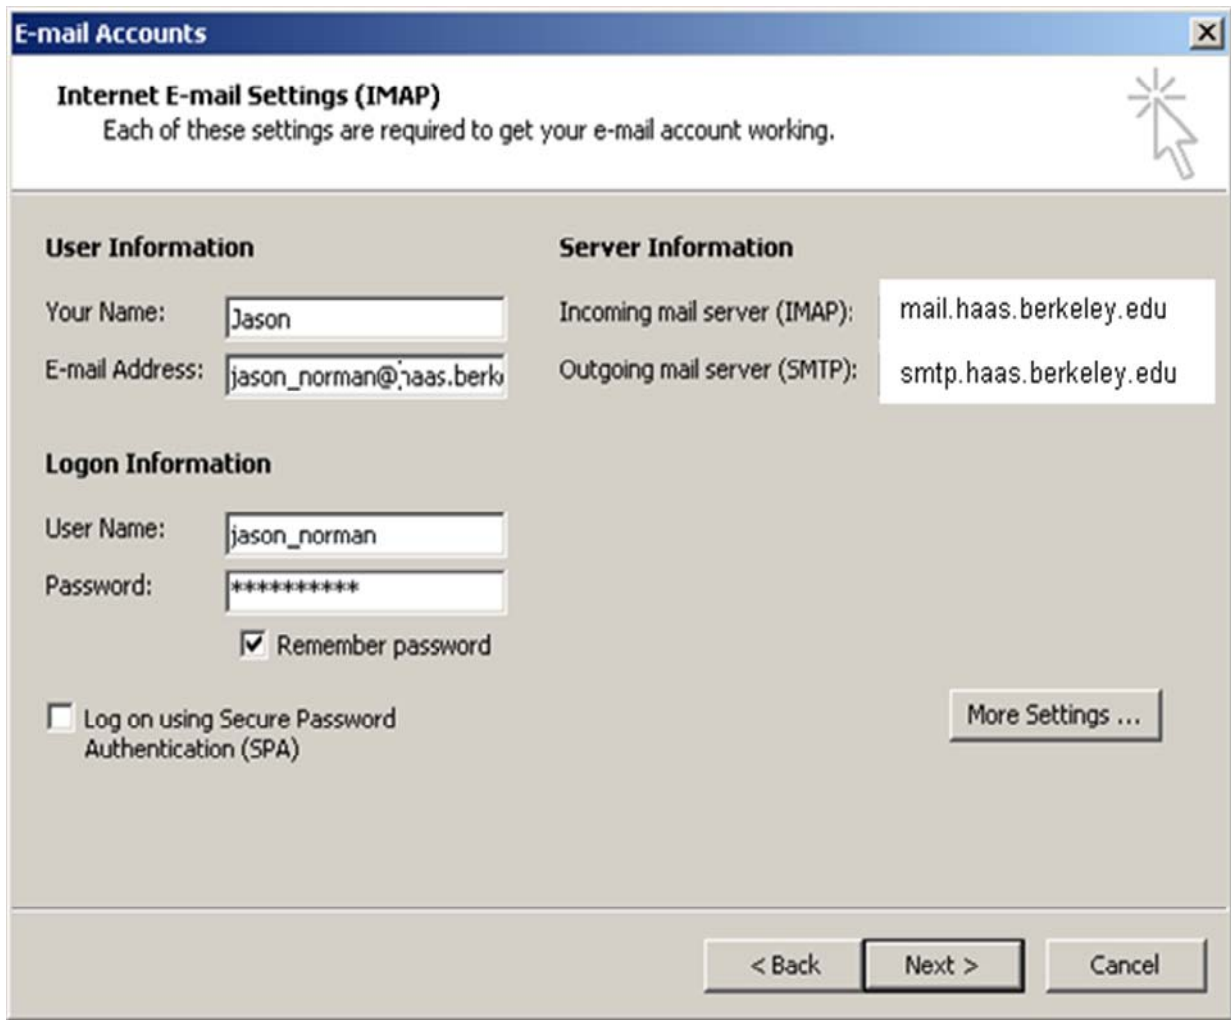 E-mail Accounts
Internet E-mail Settings (IMAP)
Each of these settings are required to get your e-mail account working.
User Information
Your Name: Jason
E-mail Address: jason_norman@haas.berk
Logon Information
User Name: jason_norman
Password: **********
Remember password
Log on using Secure Password
Authentication (SPA)
Server Information
Incoming mail server (IMAP): mail.haas.berkeley.edu
Outgoing mail server (SMTP): smtp.haas.berkeley.edu
More Settings ...
< Back
Next >
Cancel